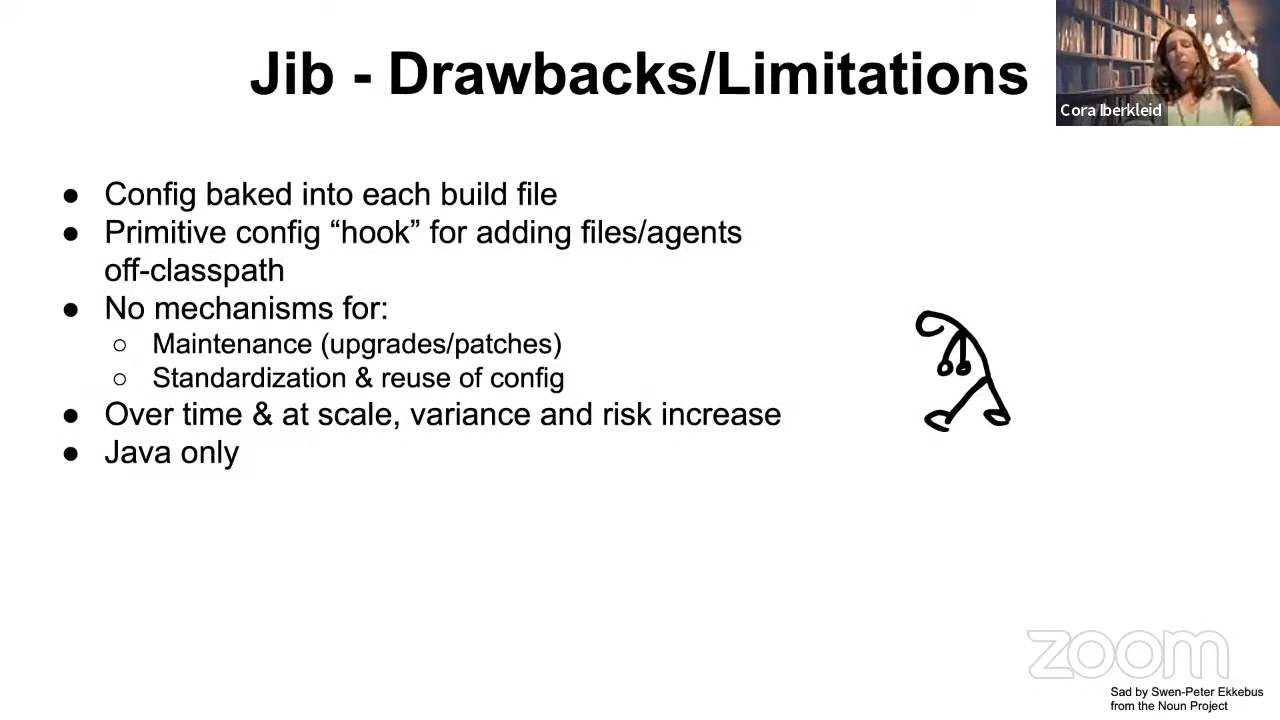 Jib - Drawbacks/Limitations
Cora Iberkleid
● Config baked into each build file
● Primitive config “hook” for adding files/agents
off-classpath
● No mechanisms for:
○ Maintenance (upgrades/patches)
○ Standardization & reuse of config
● Over time & at scale, variance and risk increase
● Java only
zoom
Sad by Swen-Peter Ekkebus
from the Noun Project